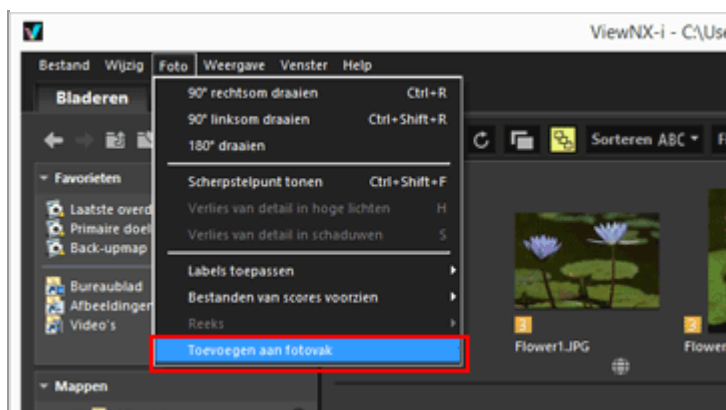 ViewNX-i - C:\Use
Bestand Wijzig Foto Weergave Venster Help
Bladeren
90° rechtsom draaien Ctrl+R
90° linksom draaien Ctrl+Shift+R
180° draaien
Sorteren ABC
Favorieten
Scherpstelpunt tonen Ctrl+Shift+F
Laatste overd
Verlies van detail in hoge lichten H
Primaire doel
Verlies van detail in schaduwen S
Back-upmap
Labels toepassen
Bureaublad
Bestanden van scores voorzien
Afbeeldingen
Reeks
Video's
Toevoegen aan fotovak
3
3
Flower1.JPG
Flower
Mappen